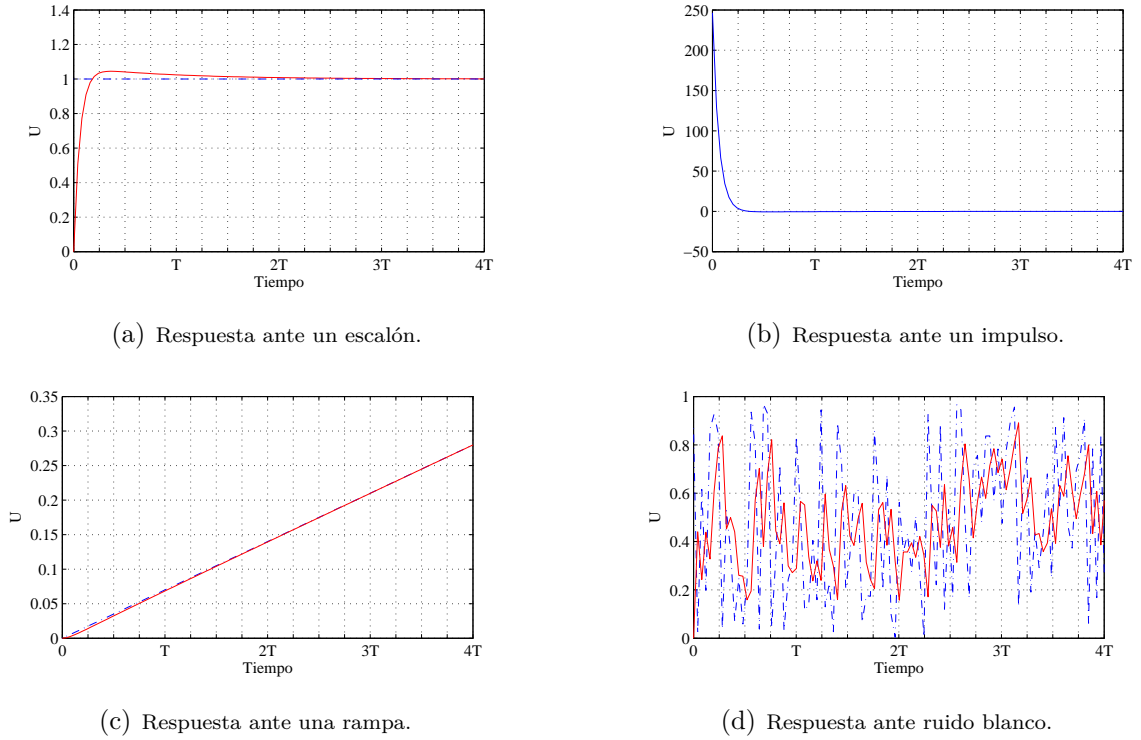 1.4
1.2
1
0.8
0.6
0.4
0.2
0
U
0 T 2T 3T 4T
Tiempo
(a) Respuesta ante un escalón.
250
200
150
100
50
0
−50
U
0 T 2T 3T 4T
Tiempo
(b) Respuesta ante un impulso.
0.35
0.3
0.25
0.2
0.15
0.1
0.05
0
U
0 T 2T 3T 4T
Tiempo
(c) Respuesta ante una rampa.
1
0.8
0.6
0.4
0.2
0
U
0 T 2T 3T 4T
Tiempo
(d) Respuesta ante ruido blanco.